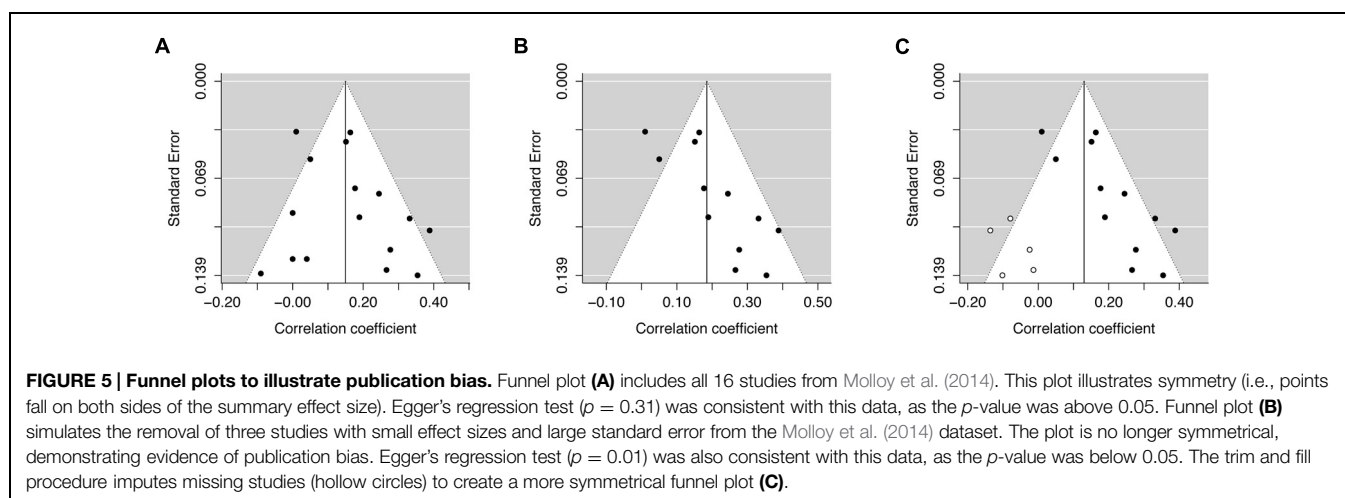 A
B
C
Standard Error
0.000
0.069
0.139
−0.20
−0.00
0.20
0.40
Correlation coefficient
Standard Error
0.000
0.069
0.139
−0.10
0.10
0.30
0.50
Correlation coefficient
Standard Error
0.000
0.069
0.139
−0.20
0.00
0.20
0.40
Correlation coefficient
FIGURE 5 | Funnel plots to illustrate publication bias. Funnel plot (A) includes all 16 studies from Molloy et al. (2014). This plot illustrates symmetry (i.e., points
fall on both sides of the summary effect size). Egger’s regression test (p = 0.31) was consistent with this data, as the p-value was above 0.05. Funnel plot (B)
simulates the removal of three studies with small effect sizes and large standard error from the Molloy et al. (2014) dataset. The plot is no longer symmetrical,
demonstrating evidence of publication bias. Egger’s regression test (p = 0.01) was also consistent with this data, as the p-value was below 0.05. The trim and fill
procedure imputes missing studies (hollow circles) to create a more symmetrical funnel plot (C).